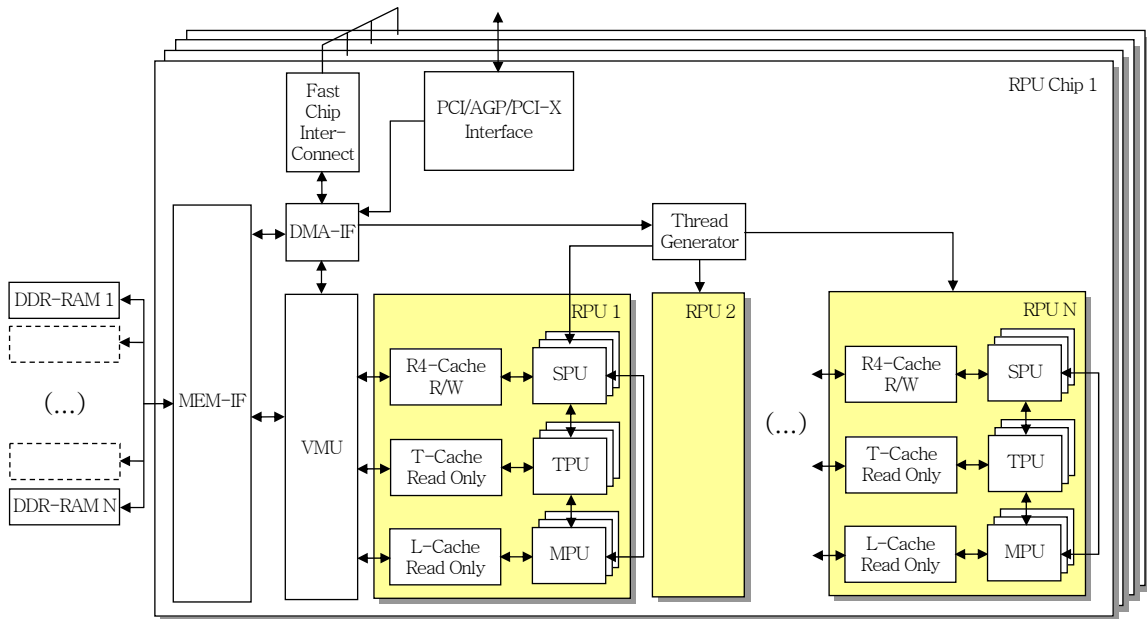 RPU Chip 1
Fast
Chip
Inter-
Connect
PCI/AGP/PCI-X
Interface
DMA-IF
Thread
Generator
MEM-IF
VMU
DDR-RAM 1
(...)
DDR-RAM N
RPU 1
R4-Cache
R/W
SPU
T-Cache
Read Only
TPU
L-Cache
Read Only
MPU
RPU 2
(...)
RPU N
R4-Cache
R/W
SPU
T-Cache
Read Only
TPU
L-Cache
Read Only
MPU